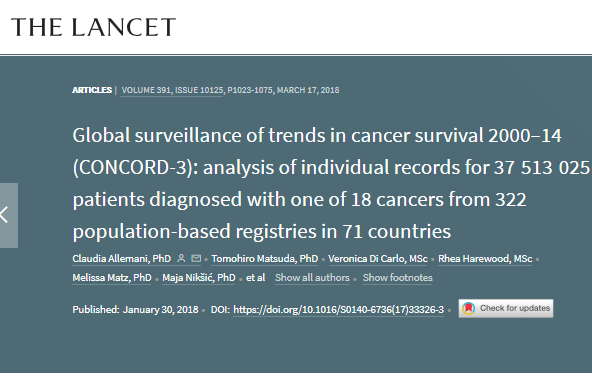 THE LANCET
ARTICLES | VOLUME 391, ISSUE 10125, P1023-1075, MARCH 17, 2018
Global surveillance of trends in cancer survival 2000–14
(CONCORD-3): analysis of individual records for 37 513 025
patients diagnosed with one of 18 cancers from 322
population-based registries in 71 countries
Claudia Allemani, PhD • Tomohiro Matsuda, PhD • Veronica Di Carlo, MSc • Rhea Harewood, MSc •
Melissa Matz, PhD • Maja Nikšić, PhD • et al Show all authors • Show footnotes
Published: January 30, 2018 • DOI: https://doi.org/10.1016/S0140-6736(17)33326-3 • Check for updates